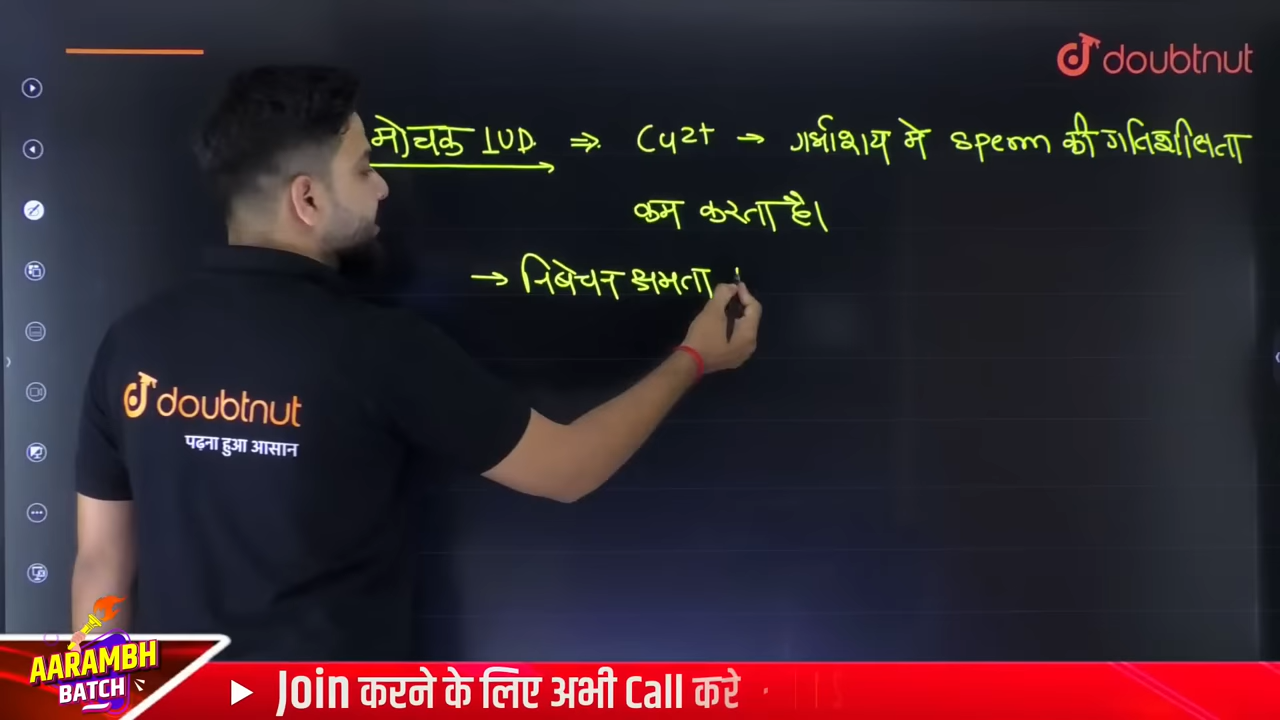 doubtnut
मोचक IUD ⇒ Cu2+ → गर्भाशय मे sperm की गतिशीलता
कम करता है।
→ निषेचन क्षमता
doubtnut
पढ़ना हुआ आसान
AARAMBH
BATCH
Join करने के लिए अभी Call करे